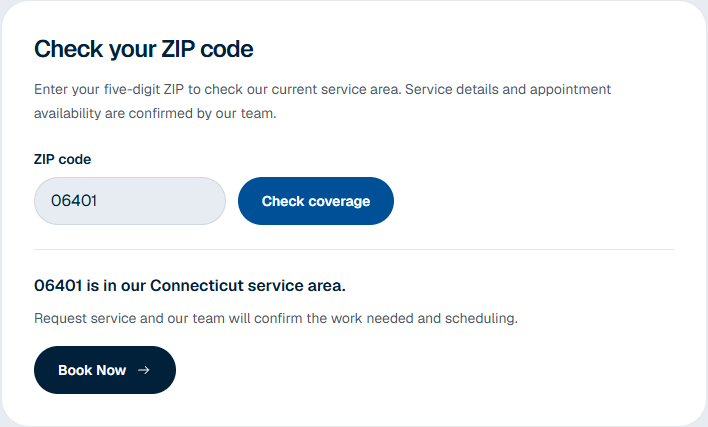 Check your ZIP code
Enter your five-digit ZIP to check our current service area. Service details and appointment
availability are confirmed by our team.
ZIP code
06401
Check coverage
06401 is in our Connecticut service area.
Request service and our team will confirm the work needed and scheduling.
Book Now →